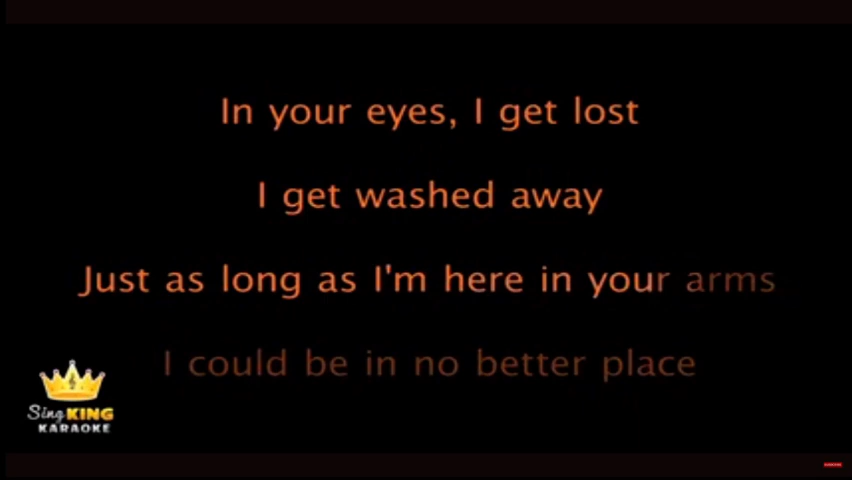 In your eyes, I get lost
I get washed away
Just as long as I'm here in your arms
I could be in no better place
Sing KING
KARAOKE